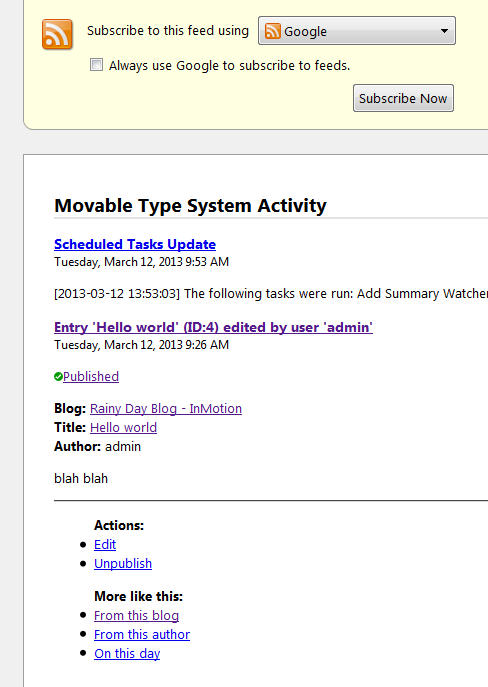 Subscribe to this feed using Google
Always use Google to subscribe to feeds.
Subscribe Now
Movable Type System Activity
Scheduled Tasks Update
Tuesday, March 12, 2013 9:53 AM
[2013-03-12 13:53:03] The following tasks were run: Add Summary Watcher
Entry 'Hello world' (ID:4) edited by user 'admin'
Tuesday, March 12, 2013 9:26 AM
Published
Blog: Rainy Day Blog - InMotion
Title: Hello world
Author: admin
blah blah
Actions:
Edit
Unpublish
More like this:
From this blog
From this author
On this day